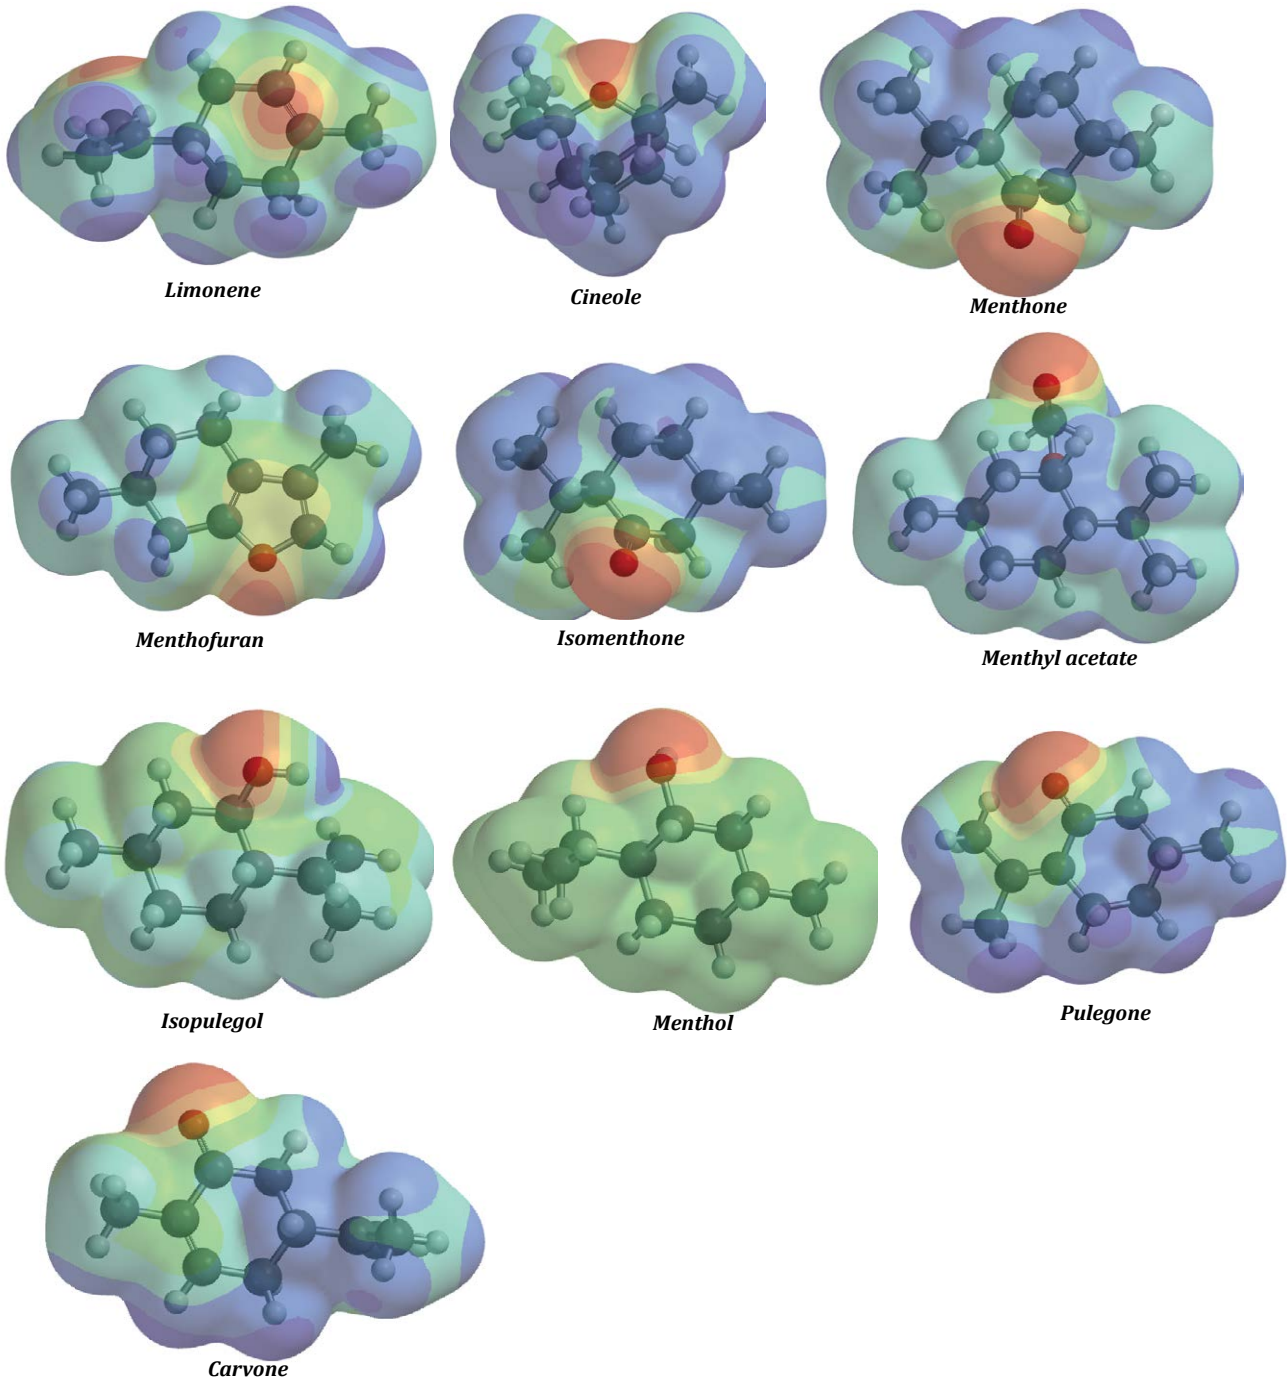 Limonene
Cineole
Menthone
Menthofuran
Isomenthone
Menthyl acetate
Isopulegol
Menthol
Pulegone
Carvone